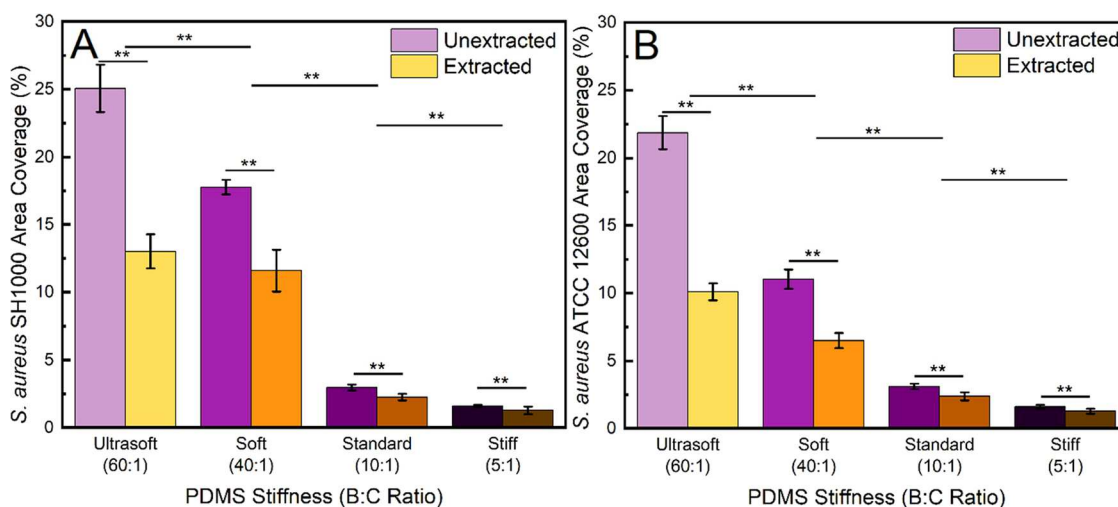 A
Unextracted
Extracted
**
**
**
**
**
**
**
30
25
20
15
10
5
0
S. aureus SH1000 Area Coverage (%)
Ultrasoft
(60:1)
Soft
(40:1)
Standard
(10:1)
Stiff
(5:1)
PDMS Stiffness (B:C Ratio)
B
Unextracted
Extracted
**
**
**
**
**
**
**
30
25
20
15
10
5
0
S. aureus ATCC 12600 Area Coverage (%)
Ultrasoft
(60:1)
Soft
(40:1)
Standard
(10:1)
Stiff
(5:1)
PDMS Stiffness (B:C Ratio)